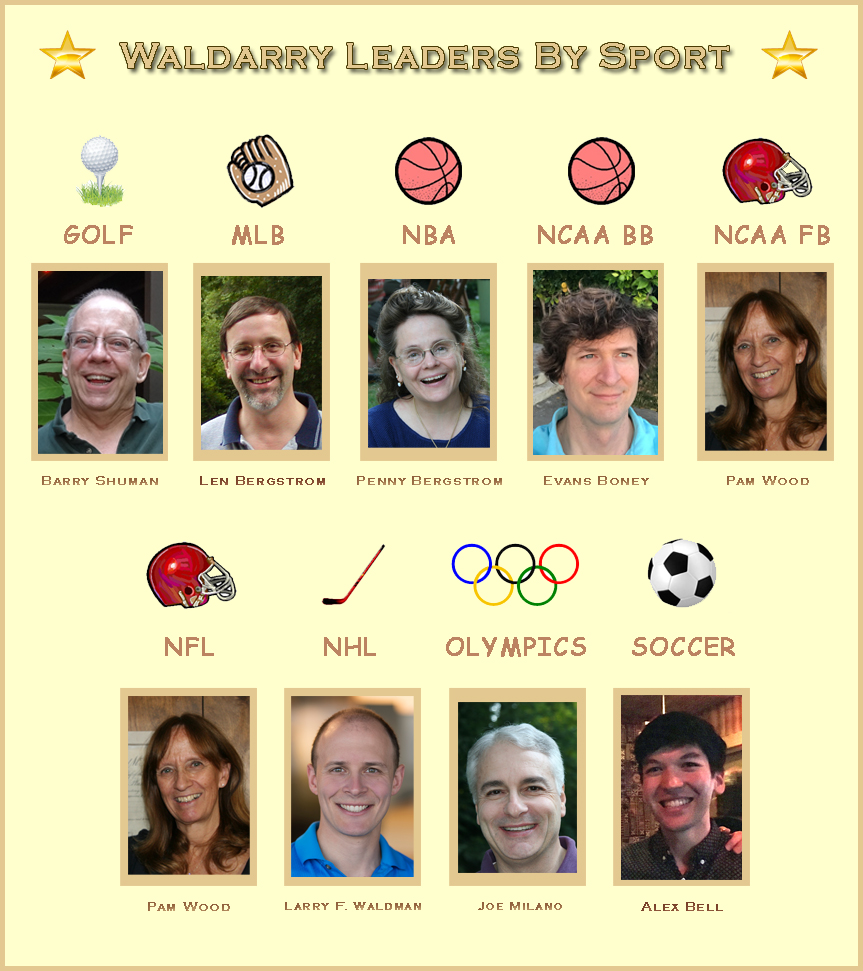 Waldarry Leaders By Sport
GOLF MLB NBA NCAA BB NCAA FB
Barry Shuman Len Bergstrom Penny Bergstrom Evans Boney Pam Wood
NFL NHL OLYMPICS SOCCER
Pam Wood Larry F. Waldman Joe Milano Alex Bell